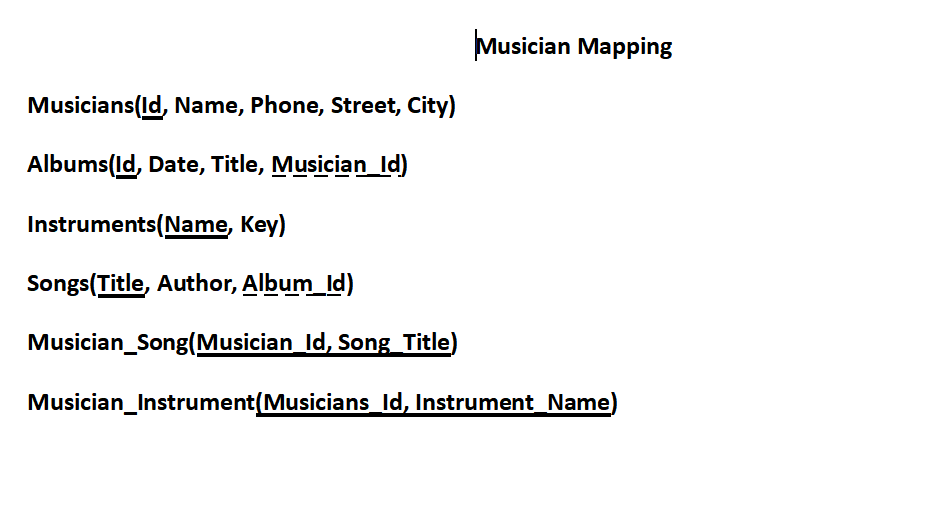 Musician Mapping
Musicians(Id, Name, Phone, Street, City)
Albums(Id, Date, Title, Musician_Id)
Instruments(Name, Key)
Songs(Title, Author, Album_Id)
Musician_Song(Musician_Id, Song_Title)
Musician_Instrument(Musicians_Id, Instrument_Name)